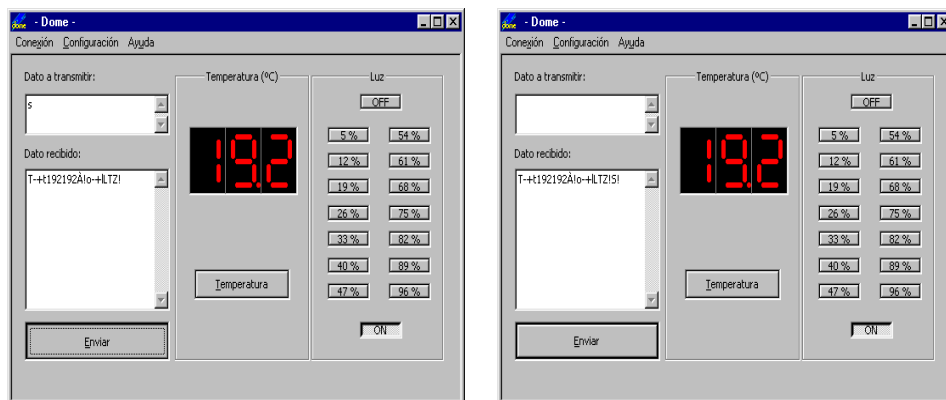 - Dome -
Conexión Configuración Ayuda
Dato a transmitir:
s
Dato recibido:
T-+t192192À!o-+lLTZ!
Enviar
Temperatura (ºC)
19.2
Temperatura
Luz
OFF
5 % 54 %
12 % 61 %
19 % 68 %
26 % 75 %
33 % 82 %
40 % 89 %
47 % 96 %
ON
- Dome -
Conexión Configuración Ayuda
Dato a transmitir:
Dato recibido:
T-+t192192À!o-+lLTZ!S!
Enviar
Temperatura (ºC)
19.2
Temperatura
Luz
OFF
5 % 54 %
12 % 61 %
19 % 68 %
26 % 75 %
33 % 82 %
40 % 89 %
47 % 96 %
ON